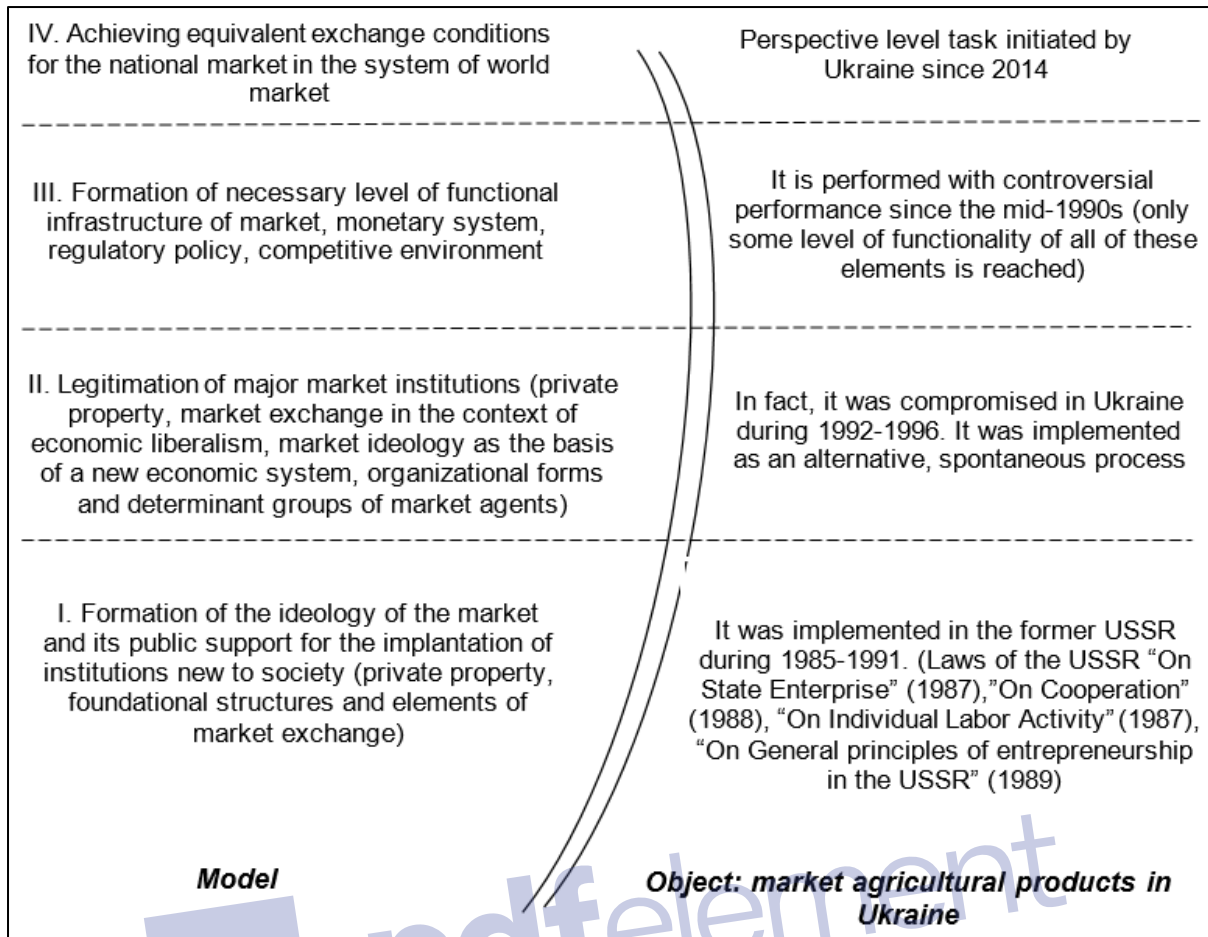 IV. Achieving equivalent exchange conditions
for the national market in the system of world
market
Perspective level task initiated by
Ukraine since 2014
III. Formation of necessary level of functional
infrastructure of market, monetary system,
regulatory policy, competitive environment
It is performed with controversial
performance since the mid-1990s (only
some level of functionality of all of these
elements is reached)
II. Legitimation of major market institutions (private
property, market exchange in the context of
economic liberalism, market ideology as the basis
of a new economic system, organizational forms
and determinant groups of market agents)
In fact, it was compromised in Ukraine
during 1992-1996. It was implemented
as an alternative, spontaneous process
I. Formation of the ideology of the market
and its public support for the implantation of
institutions new to society (private property,
foundational structures and elements of
market exchange)
It was implemented in the former USSR
during 1985-1991. (Laws of the USSR “On
State Enterprise” (1987),”On Cooperation”
(1988), “On Individual Labor Activity” (1987),
“On General principles of entrepreneurship
in the USSR” (1989)
Model
Object: market agricultural products in
Ukraine
pdfelement